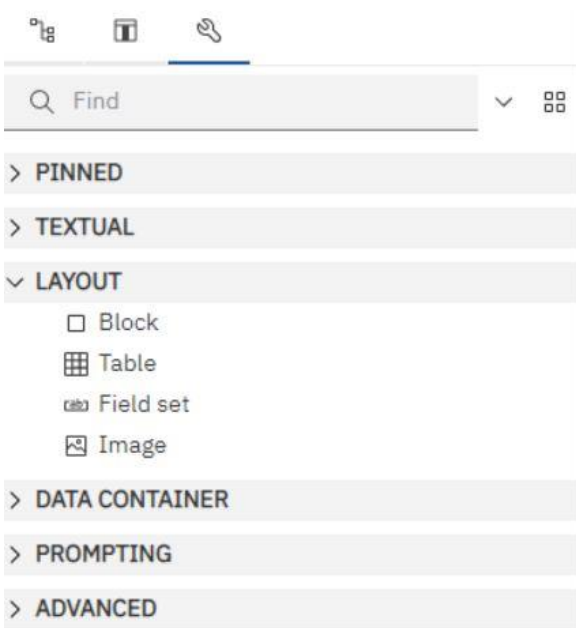 Find
PINNED
TEXTUAL
LAYOUT
Block
Table
Field set
Image
DATA CONTAINER
PROMPTING
ADVANCED